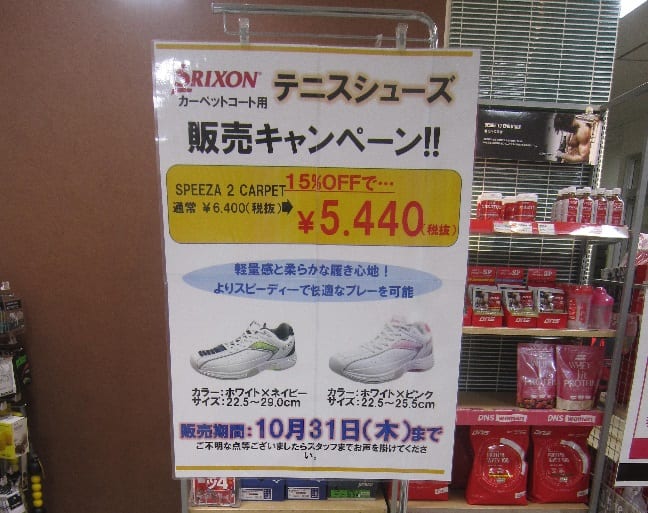 SRIXON テニスシューズ
カーペットコート用
販売キャンペーン!!
SPEEZA 2 CARPET 15%OFFで…
通常 ¥6,400(税抜)➡ ¥5.440(税抜)
軽量感と柔らかな履き心地！
よりスピーディーで快適なプレーを可能
カラー：ホワイト×ネイビー
サイズ：22.5～29.0cm
カラー：ホワイト×ピンク
サイズ：22.5～25.5cm
販売期間：10月31日(木)まで
ご不明な点等ございましたらスタッフまでお声を掛けてくださ
い。
DNS woman
DNS woman